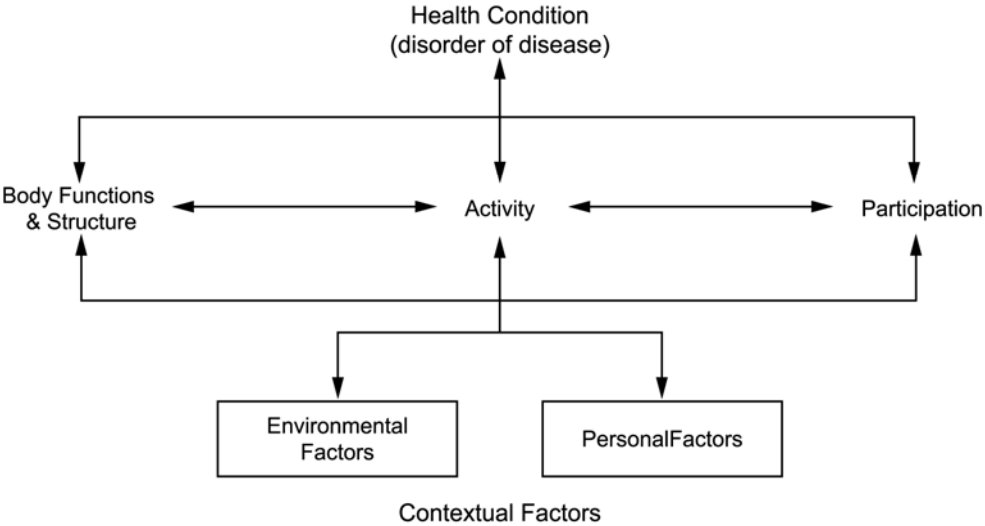 Health Condition
(disorder of disease)
Body Functions
& Structure
Activity
Participation
Environmental
Factors
PersonalFactors
Contextual Factors